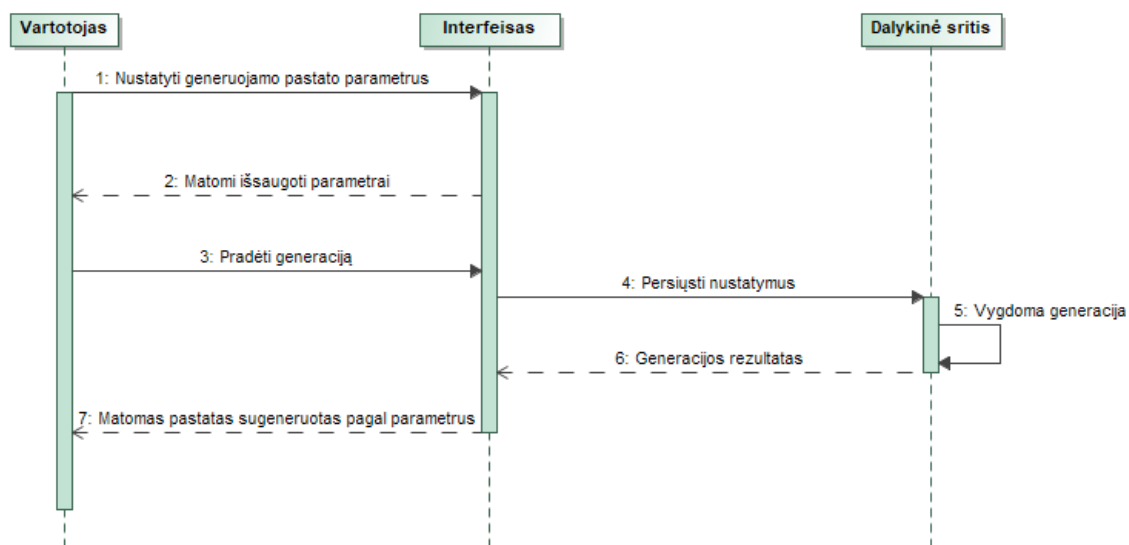 Vartotojas
Interfeisas
Dalykinė sritis
1: Nustatyti generuojamo pastato parametrus
2: Matomi išsaugoti parametrai
3: Pradėti generaciją
4: Persiųsti nustatymus
5: Vygdoma generacija
6: Generacijos rezultatas
7: Matomas pastatas sugeneruotas pagal parametrus